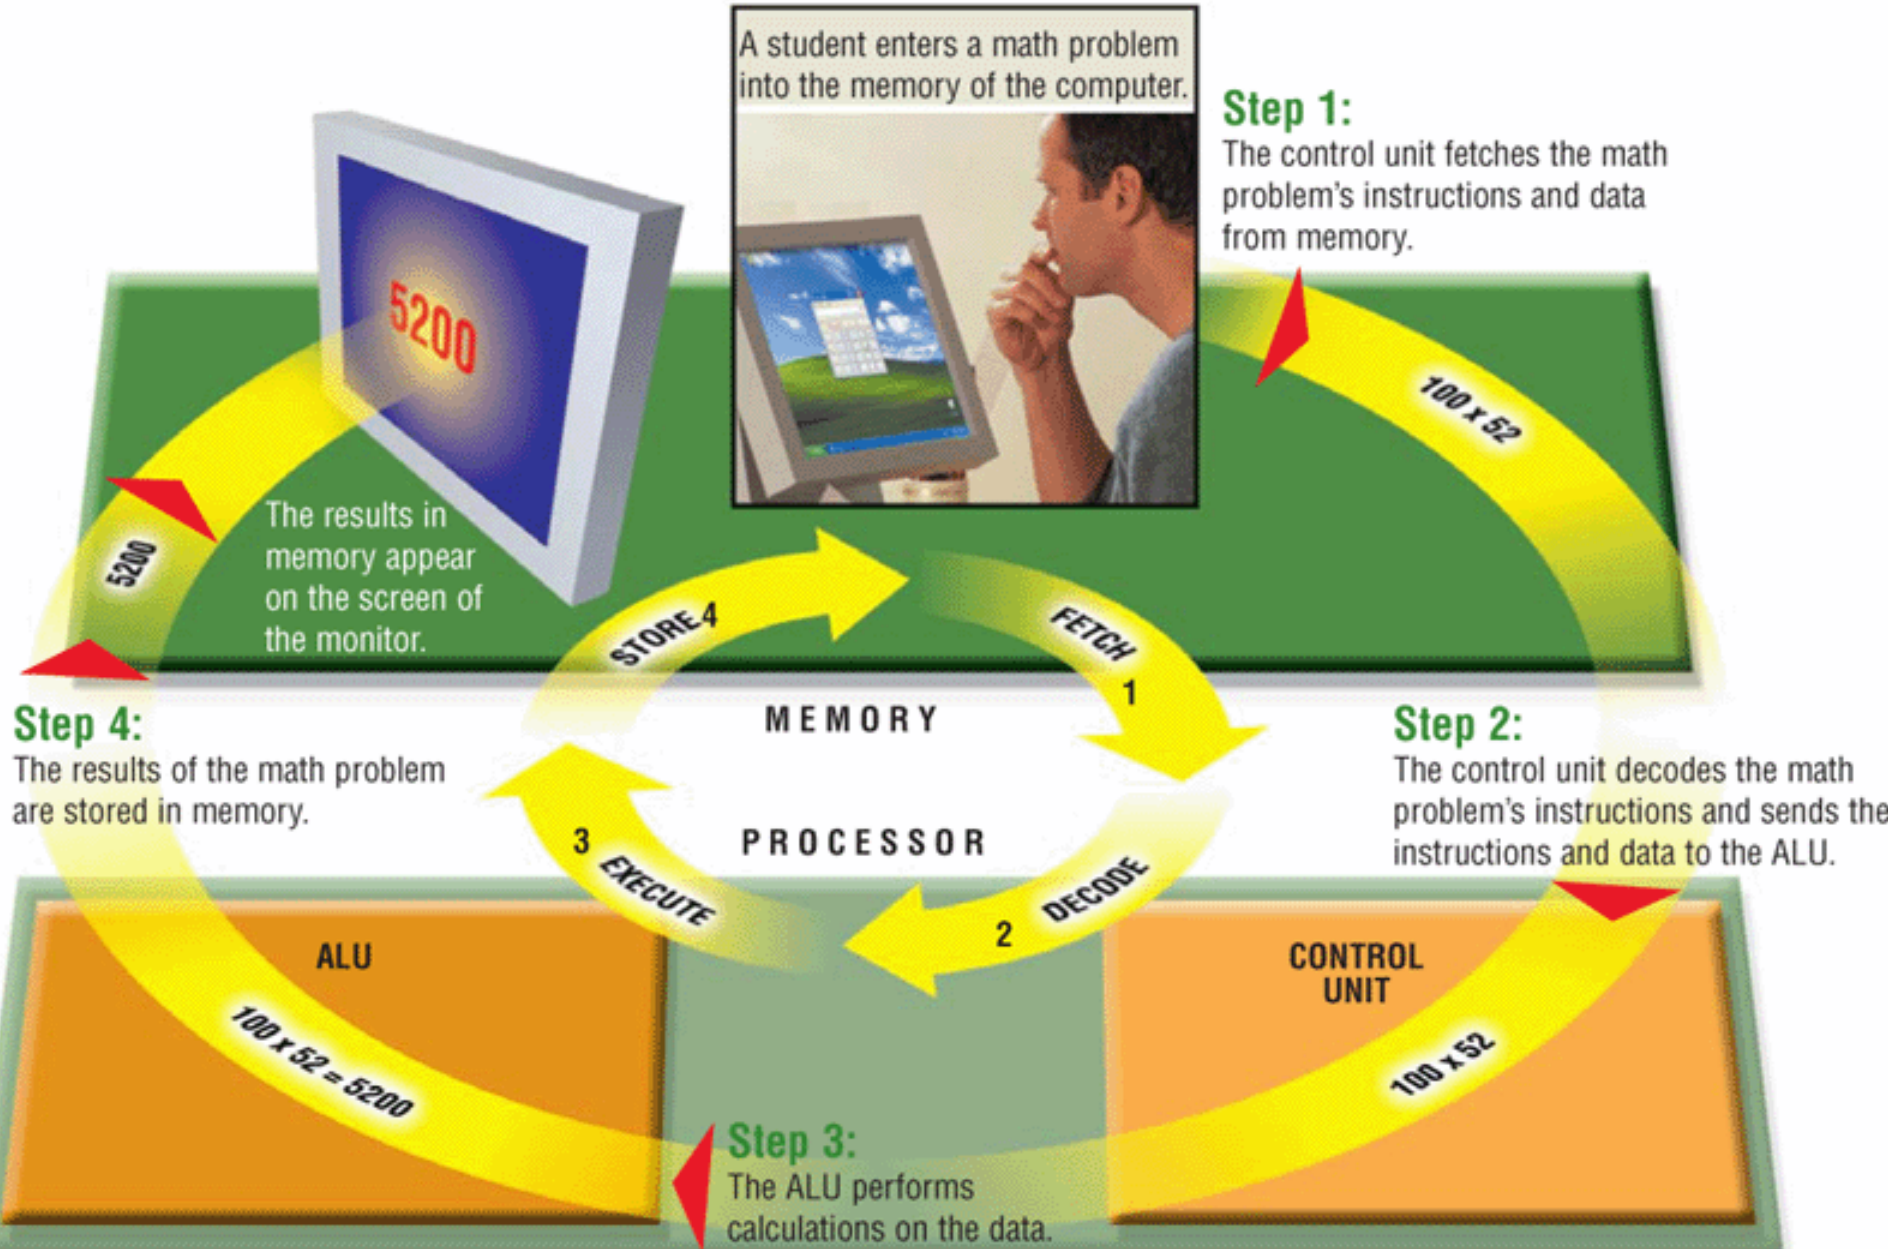 A student enters a math problem
into the memory of the computer.
Step 1:
The control unit fetches the math
problem's instructions and data
from memory.
100 x 52
5200
5200
The results in
memory appear
on the screen of
the monitor.
STORE 4
FETCH
1
MEMORY
Step 4:
The results of the math problem
are stored in memory.
Step 2:
The control unit decodes the math
problem's instructions and sends the
instructions and data to the ALU.
PROCESSOR
3
EXECUTE
2
DECODE
ALU
CONTROL
UNIT
100 x 52 = 5200
100 x 52
Step 3:
The ALU performs
calculations on the data.